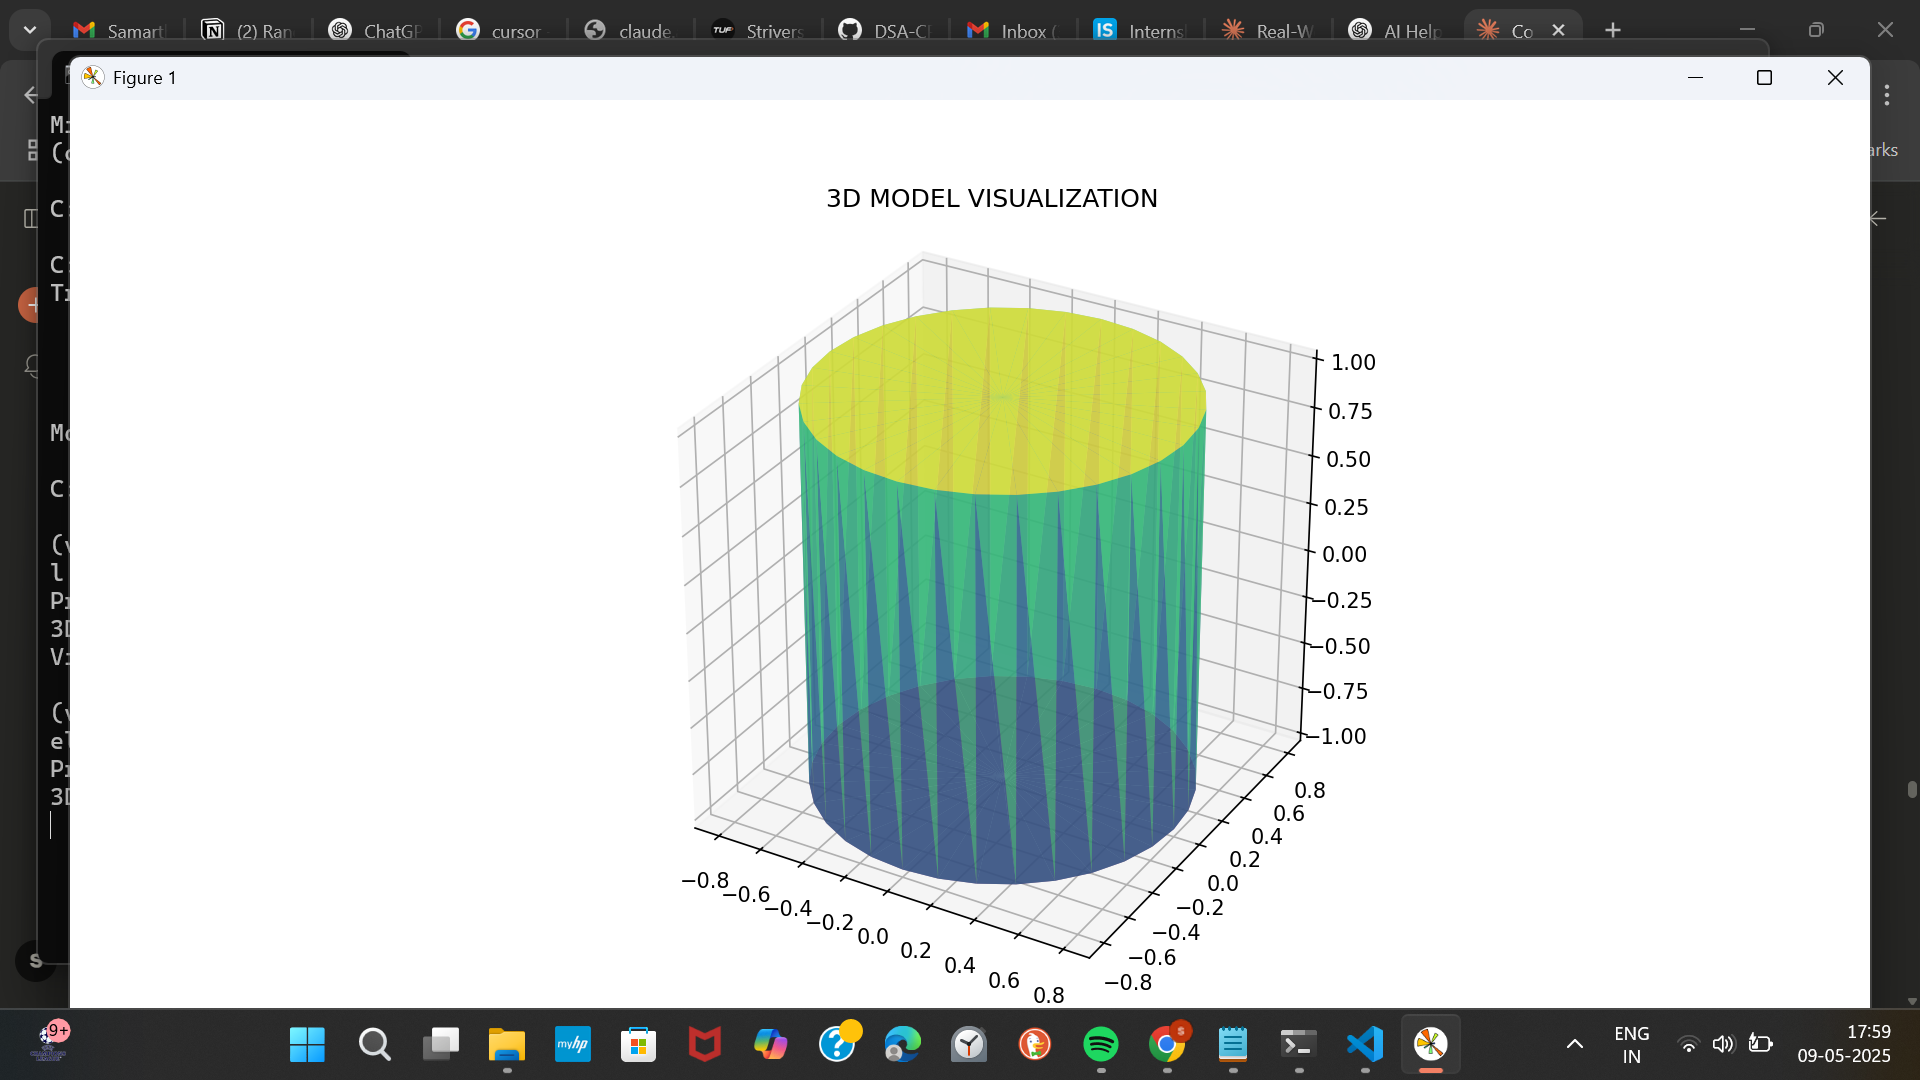 Samart
(2) Ran
ChatGP
cursor
claude.
TUF Strivers
DSA-C
Inbox (
IS Interns
Real-W
AI Help
Co
Figure 1
arks
3D MODEL VISUALIZATION
1.00
0.75
0.50
0.25
0.00
−0.25
−0.50
−0.75
−1.00
0.8
0.6
0.4
0.2
0.0
−0.2
−0.4
−0.6
−0.8
−0.8
−0.6
−0.4
−0.2
0.0
0.2
0.4
0.6
0.8
S
9+
myhp
S
ENG
IN
17:59
09-05-2025